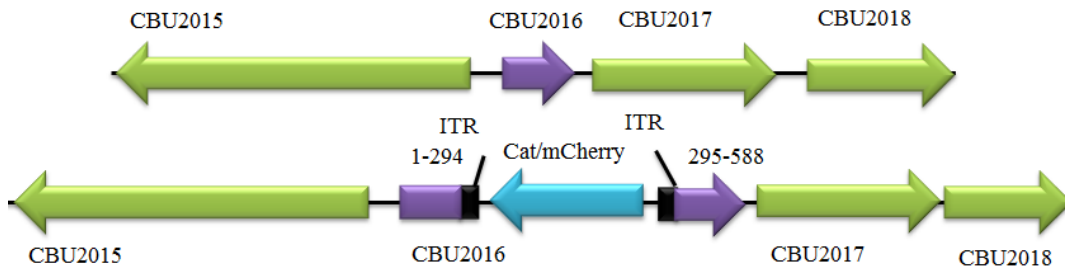 CBU2015 CBU2016 CBU2017 CBU2018
ITR ITR
1-294 Cat/mCherry 295-588
CBU2015 CBU2016 CBU2017 CBU2018